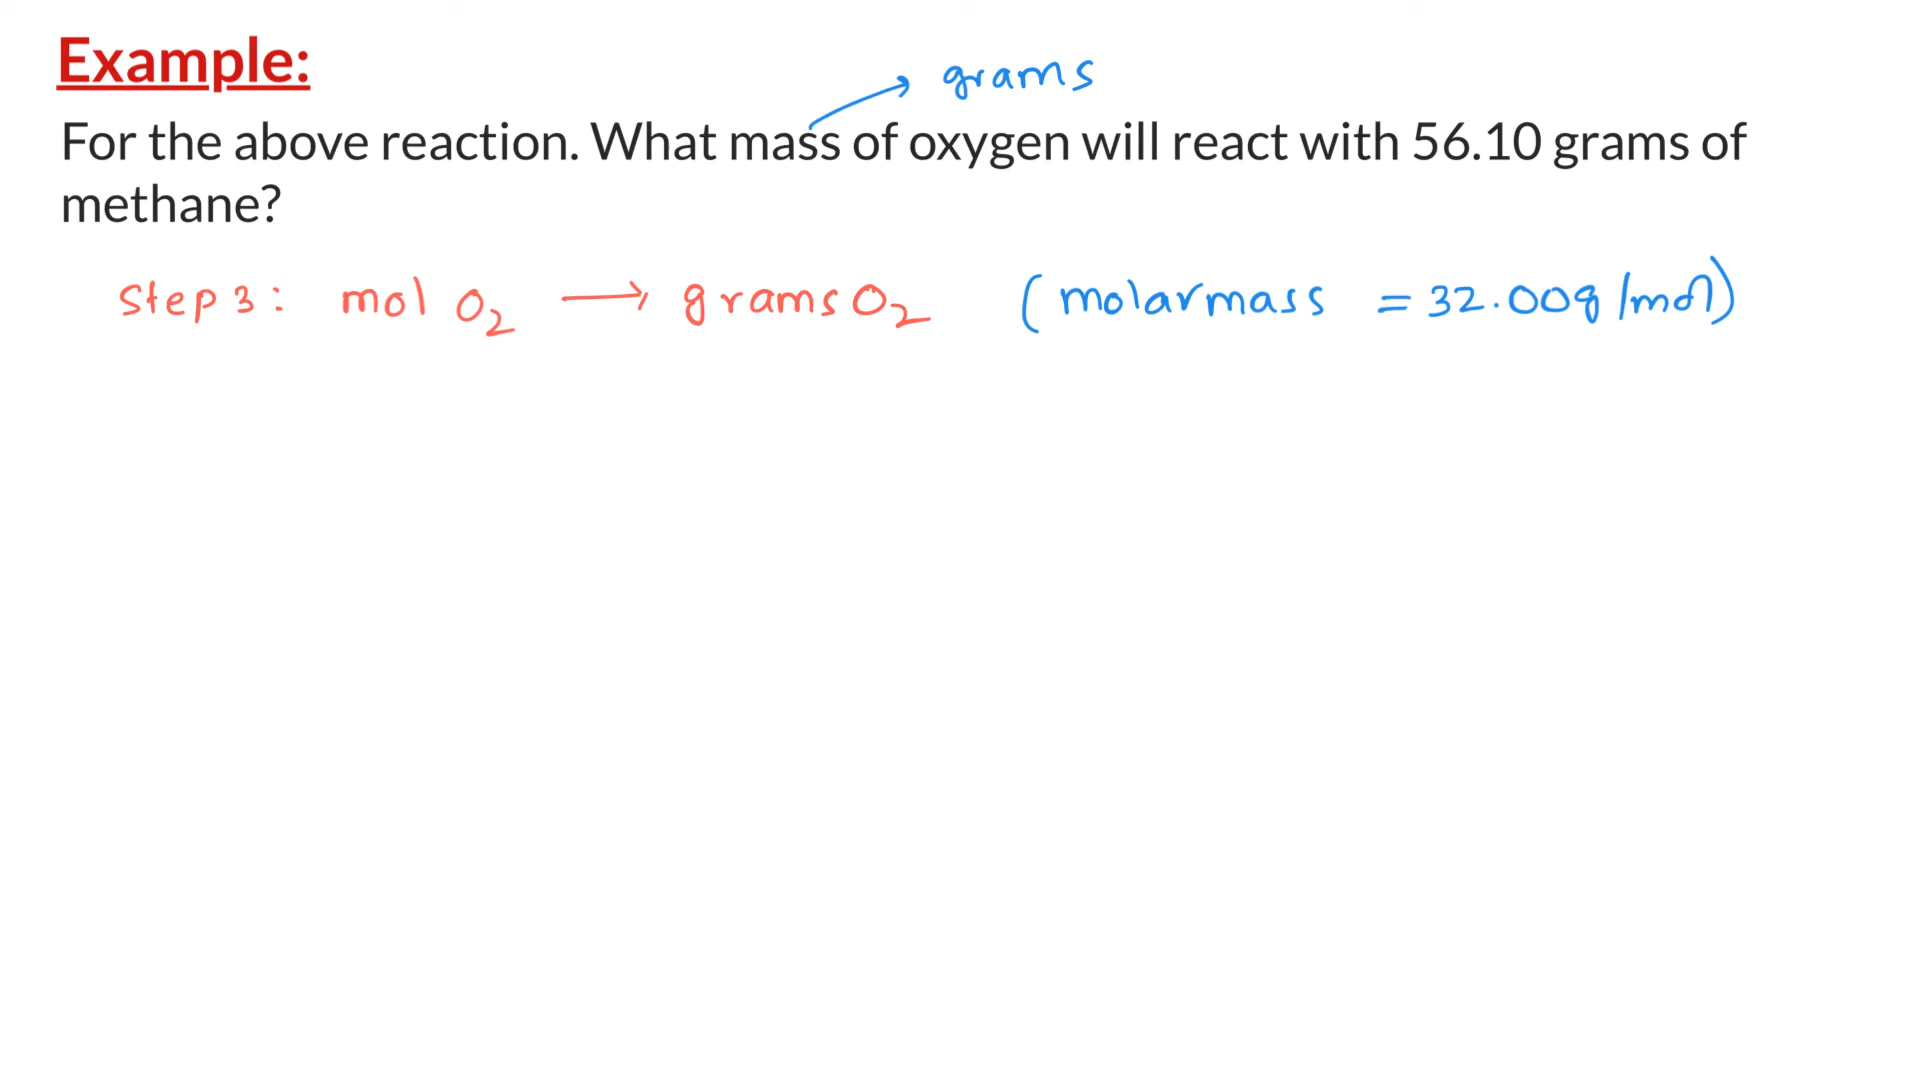 Example:
grams
For the above reaction. What mass of oxygen will react with 56.10 grams of
methane?
Step 3: mol O₂ → grams O₂ (molarmass = 32.00g/mol)